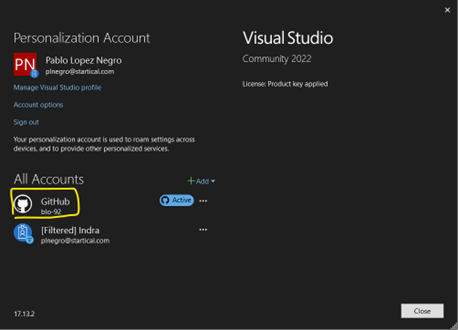 Personalization Account
PN
Pablo Lopez Negro
plnegro@startical.com
Manage Visual Studio profile
Account options
Sign out
Your personalization account is used to roam settings across
devices, and to provide other personalized services.
All Accounts
Add
GitHub
blo-92
Active
[Filtered] Indra
plnegro@startical.com
17.13.2
Visual Studio
Community 2022
License: Product key applied
Close